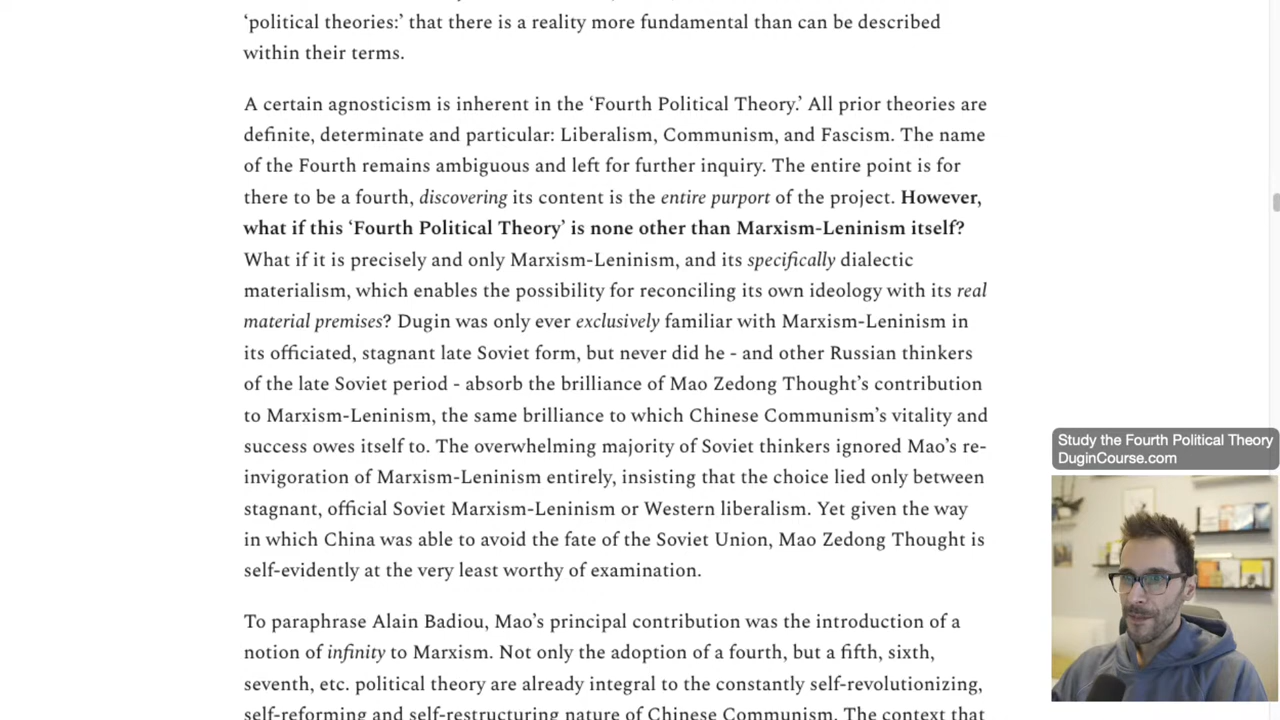 'political theories:' that there is a reality more fundamental than can be described
within their terms.
A certain agnosticism is inherent in the 'Fourth Political Theory.' All prior theories are
definite, determinate and particular: Liberalism, Communism, and Fascism. The name
of the Fourth remains ambiguous and left for further inquiry. The entire point is for
there to be a fourth, discovering its content is the entire purport of the project. However,
what if this 'Fourth Political Theory' is none other than Marxism-Leninism itself?
What if it is precisely and only Marxism-Leninism, and its specifically dialectic
materialism, which enables the possibility for reconciling its own ideology with its real
material premises? Dugin was only ever exclusively familiar with Marxism-Leninism in
its officiated, stagnant late Soviet form, but never did he - and other Russian thinkers
of the late Soviet period - absorb the brilliance of Mao Zedong Thought's contribution
to Marxism-Leninism, the same brilliance to which Chinese Communism's vitality and
success owes itself to. The overwhelming majority of Soviet thinkers ignored Mao's re-
invigoration of Marxism-Leninism entirely, insisting that the choice lied only between
stagnant, official Soviet Marxism-Leninism or Western liberalism. Yet given the way
in which China was able to avoid the fate of the Soviet Union, Mao Zedong Thought is
self-evidently at the very least worthy of examination.
To paraphrase Alain Badiou, Mao's principal contribution was the introduction of a
notion of infinity to Marxism. Not only the adoption of a fourth, but a fifth, sixth,
seventh, etc. political theory are already integral to the constantly self-revolutionizing,
self-reforming and self-restructuring nature of Chinese Communism. The context that
Study the Fourth Political Theory
DuginCourse.com